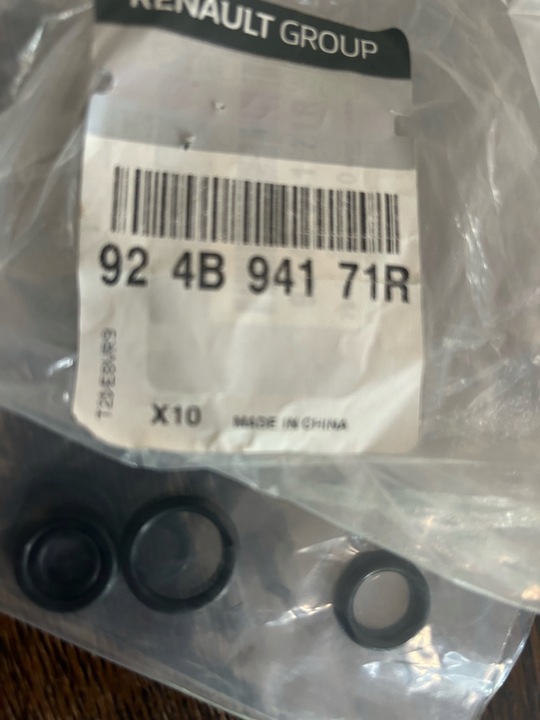 RENAULT GROUP
92 4B 941 71R
X10 MADE IN CHINA